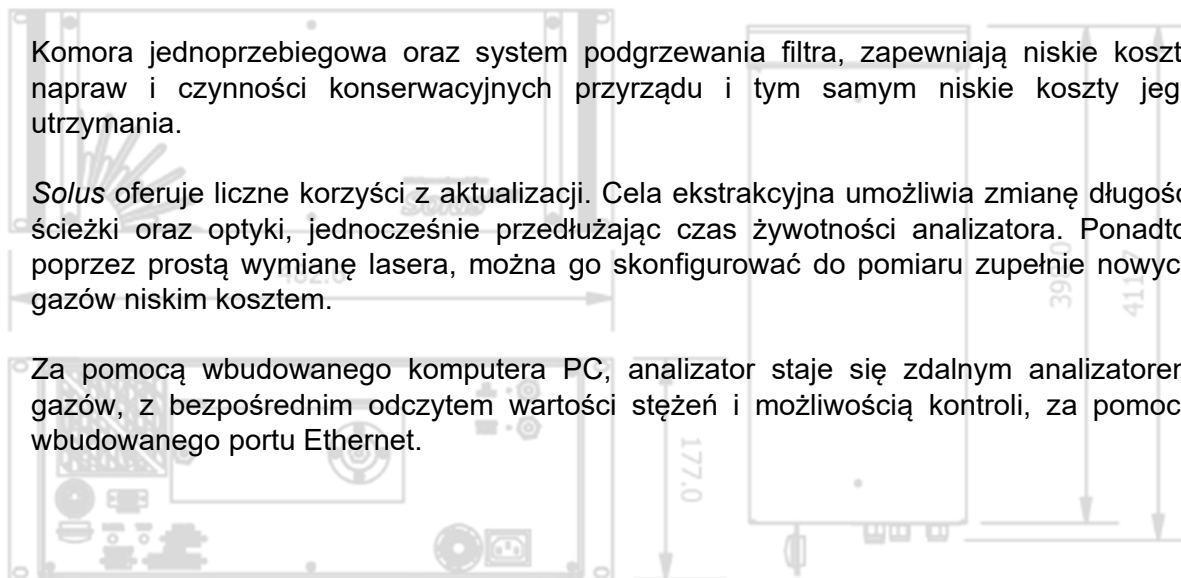 Komora jednoprzebiegowa oraz system podgrzewania filtra, zapewniają niskie koszt
napraw i czynności konserwacyjnych przyrządu i tym samym niskie koszty jeg
utrzymania.
Solus oferuje liczne korzyści z aktualizacji. Cela ekstrakcyjna umożliwia zmianę długośc
ścieżki oraz optyki, jednocześnie przedłużając czas żywotności analizatora. Ponadto
poprzez prostą wymianę lasera, można go skonfigurować do pomiaru zupełnie nowyc
gazów niskim kosztem.
Za pomocą wbudowanego komputera PC, analizator staje się zdalnym analizatorem
gazów, z bezpośrednim odczytem wartości stężeń i możliwością kontroli, za pomoc
wbudowanego portu Ethernet.
177.0